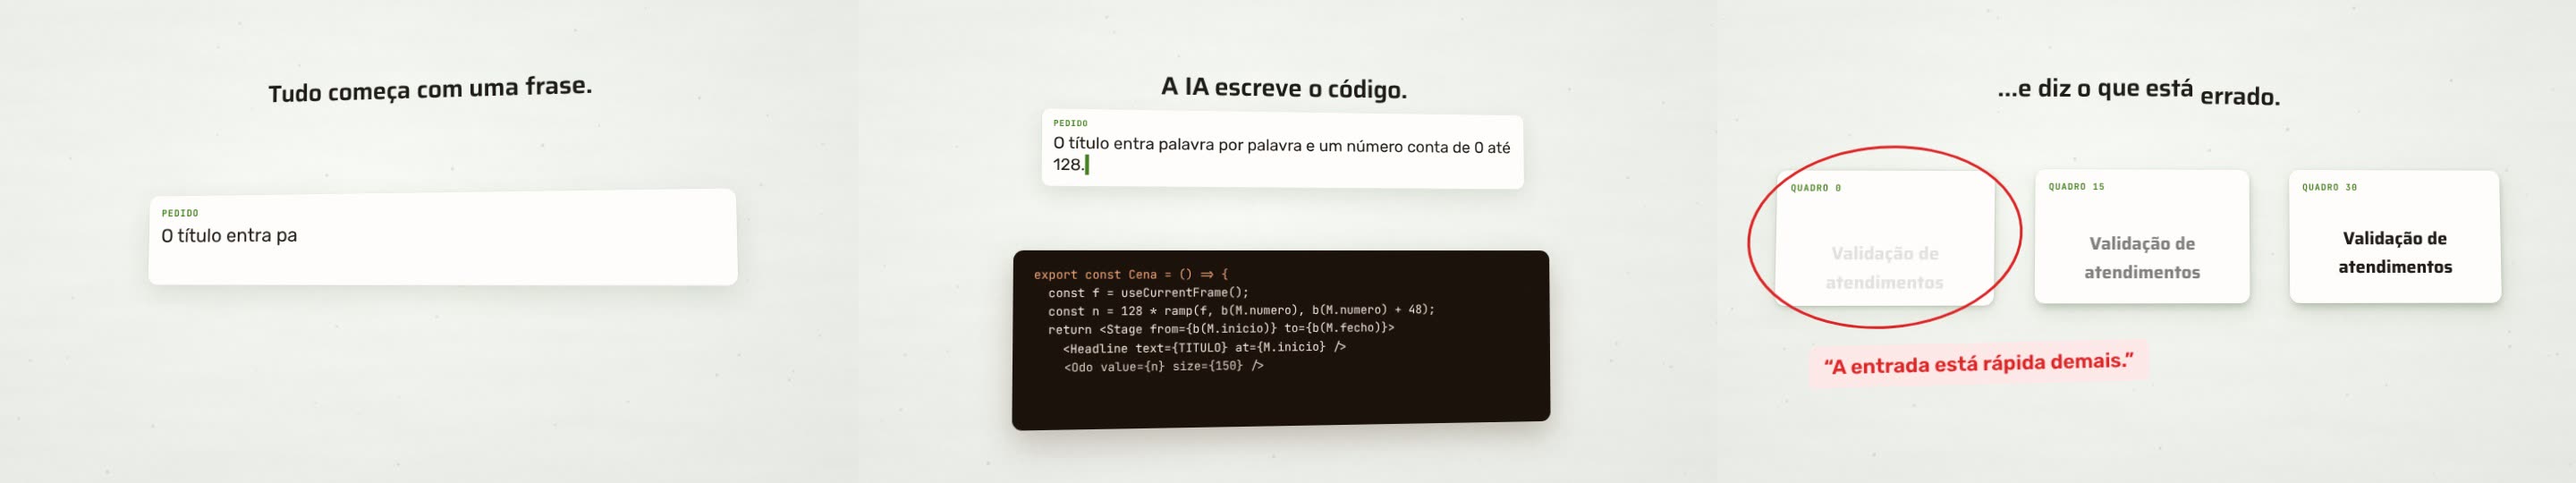 Tudo começa com uma frase.
PEDIDO
O título entra pa
A IA escreve o código.
PEDIDO
O título entra palavra por palavra e um número conta de 0 até
128.
export const Cena = () => {
const f = useCurrentFrame();
const n = 128 * ramp(f, b(M.numero), b(M.numero) + 48);
return <Stage from={b(M.inicio)} to={b(M.fecho)}>
<Headline text={TITULO} at={M.inicio} />
<Odo value={n} size={150} />
...e diz o que está errado.
QUADRO 0
Validação de
atendimentos
QUADRO 15
Validação de
atendimentos
QUADRO 30
Validação de
atendimentos
“A entrada está rápida demais.”